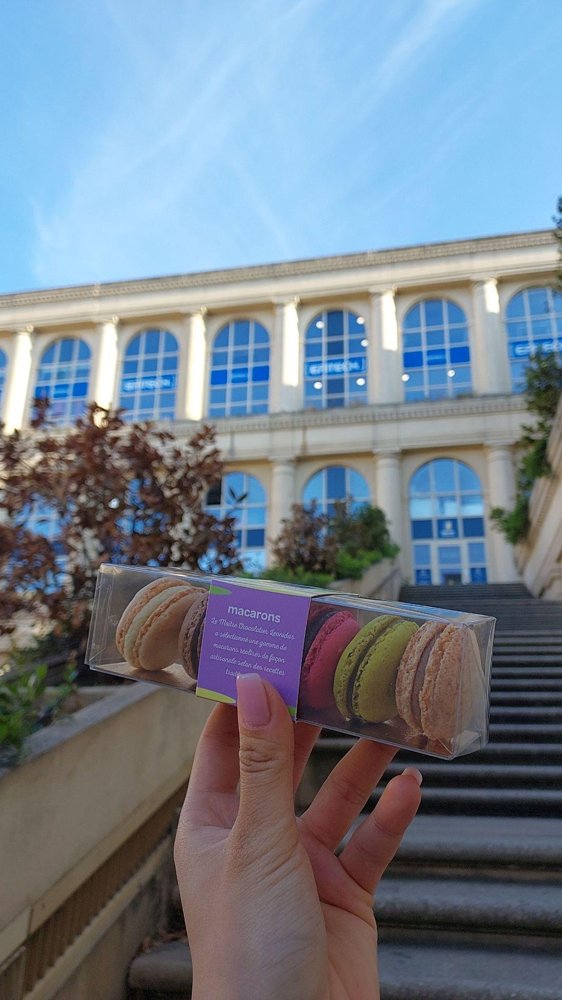 {EPITECH.}
{EPITECH.}
macarons
Le Maître Chocolatier Leonidas
a sélectionné une gamme de
macarons réalisés de façon
artisanale selon des recettes